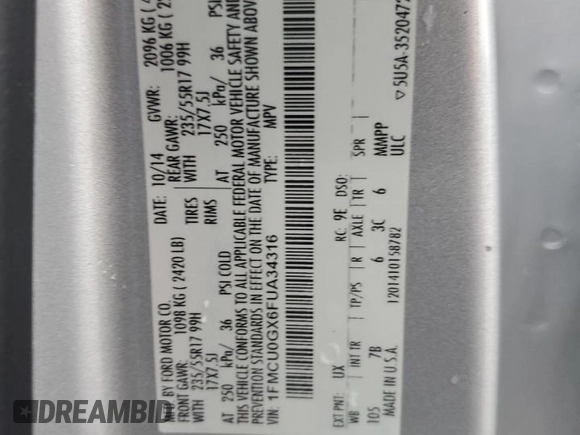 MFD. BY FORD MOTOR CO.
DATE: 10/14 GVWR: 2096 KG
FRONT GAWR: 1098 KG (2420 LB) REAR GAWR: 1006 KG
WITH 235/55R17 99H TIRES WITH 235/55R17 99H
17X7.5J RIMS 17X7.5J
AT 250 kPa/ 36 PSI COLD AT 250 kPa/ 36 PSI
THIS VEHICLE CONFORMS TO ALL APPLICABLE FEDERAL MOTOR VEHICLE SAFETY AND
PREVENTION STANDARDS IN EFFECT ON THE DATE OF MANUFACTURE SHOWN ABOVE
VIN: 1FMCU0GX6FUA34316
TYPE: MPV
EXT PNT: UX RC: 9E DSO:
WB INT TR TP/PS R AXLE TR SPR
105 7B 6 3C 6 MMPP
MADE IN U.S.A. ULC
1201410158782
5U5A-3520472
DREAMBID